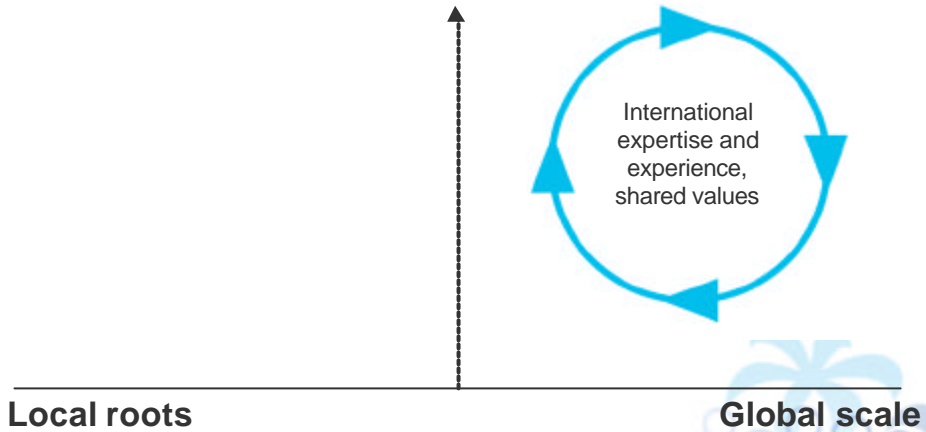 International
expertise and
experience,
shared values
Local roots
Global scale